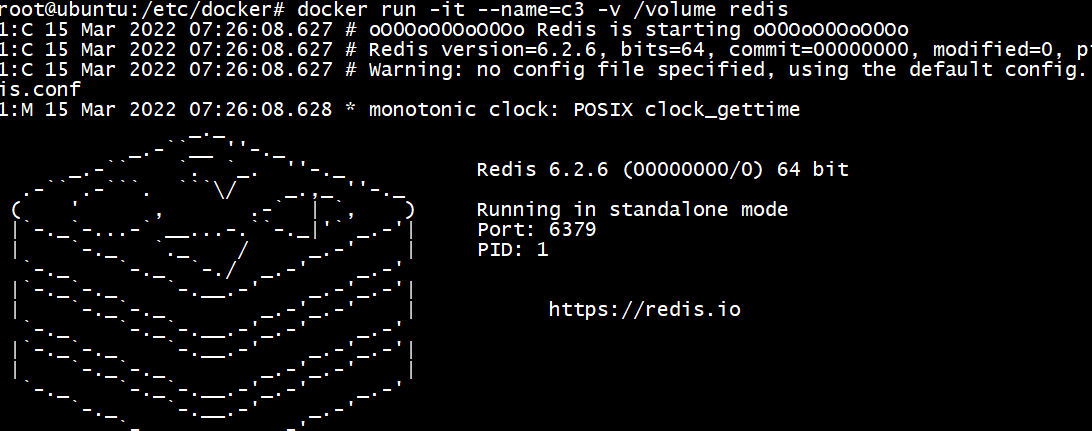 root@ubuntu:/etc/docker# docker run -it --name=c3 -v /volume redis
1:C 15 Mar 2022 07:26:08.627 # oO0OoO0OoO0Oo Redis is starting oO0OoO0OoO0Oo
1:C 15 Mar 2022 07:26:08.627 # Redis version=6.2.6, bits=64, commit=00000000, modified=0, p
1:C 15 Mar 2022 07:26:08.627 # Warning: no config file specified, using the default config.
is.conf
1:M 15 Mar 2022 07:26:08.628 * monotonic clock: POSIX clock_gettime
Redis 6.2.6 (00000000/0) 64 bit
Running in standalone mode
Port: 6379
PID: 1
https://redis.io